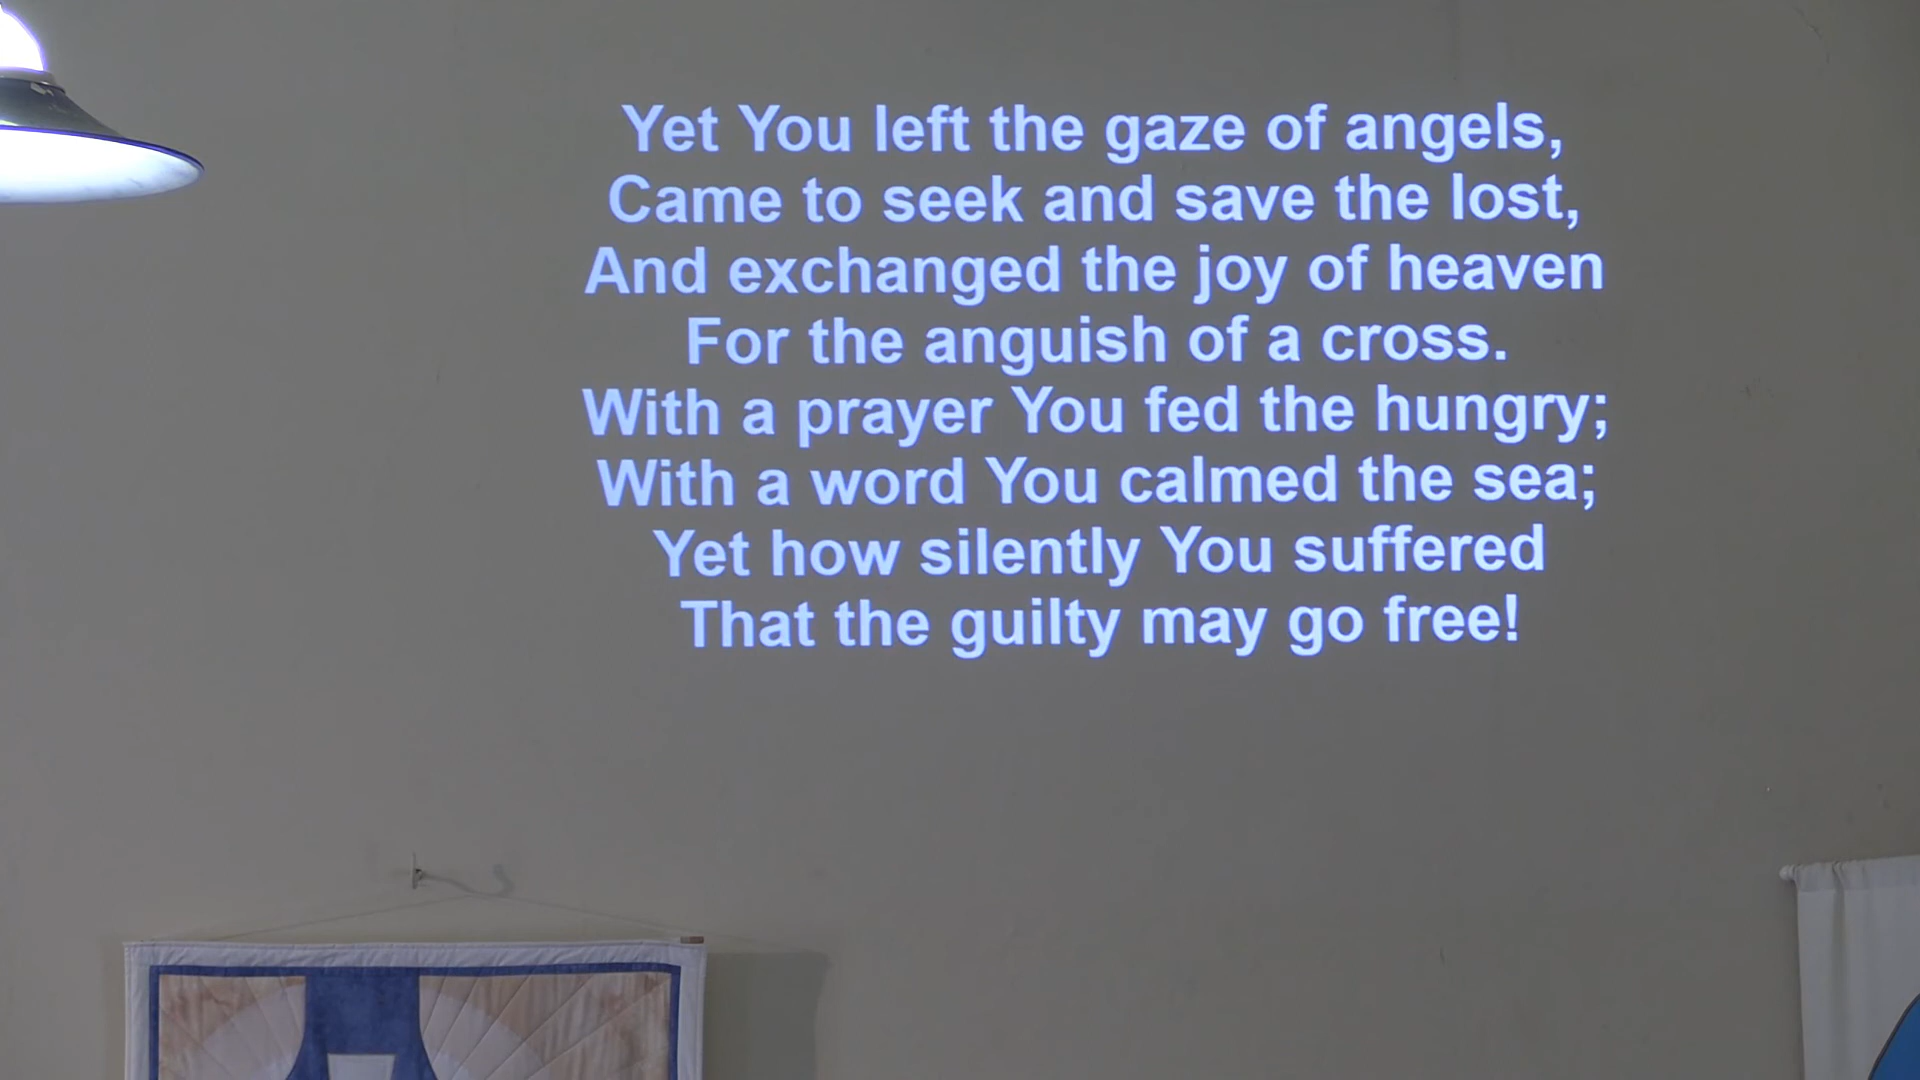 Yet You left the gaze of angels,
Came to seek and save the lost,
And exchanged the joy of heaven
For the anguish of a cross.
With a prayer You fed the hungry;
With a word You calmed the sea;
Yet how silently You suffered
That the guilty may go free!